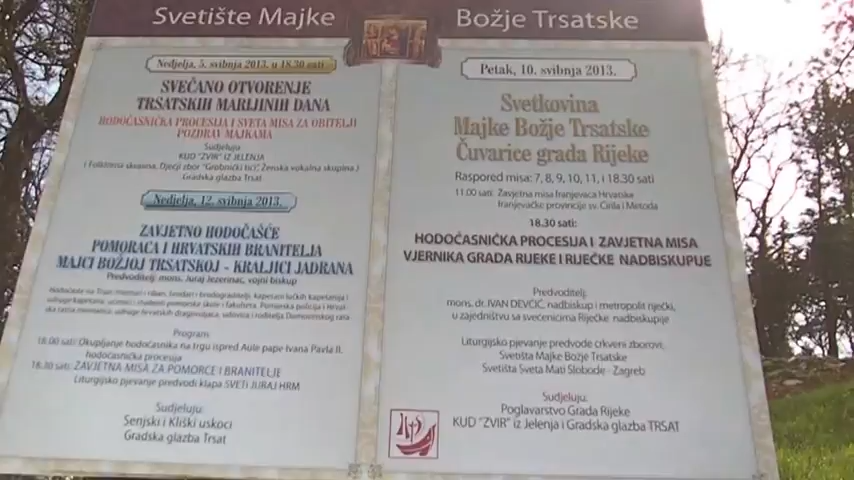 Svetište Majke Božje Trsatske
Nedjelja, 5. svibnja 2013. u 18.30 sati
SVEČANO OTVORENJE
TRSATSKIH MARIJINIH DANA
HODOČASNIČKA PROCESIJA I SVETA MISA ZA OBITELJI
POZDRAV MAJKAMA
Sudjeluju:
KUD "ZVIR" IZ JELENJA
( Folklorna skupina, Dječji zbor "Grobnički tići", Ženska vokalna skupina )
Gradska glazba Trsat
Nedjelja, 12. svibnja 2013.
ZAVJETNO HODOČAŠĆE
POMORACA I HRVATSKIH BRANITELJA
MAJCI BOŽJOJ TRSATSKOJ - KRALJICI JADRANA
Predvoditelj: mons. Juraj Jezerinac, vojni biskup
Program:
18.00 sati: Okupljanje hodočasnika na trgu ispred Aule pape Ivana Pavla II.
hodočasnička procesija
18.30 sati: ZAVJETNA MISA ZA POMORCE I BRANITELJE
Liturgijsko pjevanje predvodi klapa SVETI JURAJ HRM
Sudjeluju:
Senjski i Kliški uskoci
Gradska glazba Trsat
Petak, 10. svibnja 2013.
Svetkovina
Majke Božje Trsatske
Čuvarice grada Rijeke
Raspored misa: 7, 8, 9, 10, 11, i 18.30 sati
11.00 sati: Zavjetna misa franjevaca Hrvatske
franjevačke provincije sv. Ćirila i Metoda
18.30 sati:
HODOČASNIČKA PROCESIJA I ZAVJETNA MISA
VJERNIKA GRADA RIJEKE I RIJEČKE NADBISKUPIJE
Predvoditelj:
mons. dr. IVAN DEVČIĆ, nadbiskup i metropolit riječki,
u zajedništvu sa svećenicima Riječke nadbiskupije
Liturgijsko pjevanje predvode crkveni zborovi:
Svetišta Majke Božje Trsatske
Svetišta Sveta Mati Slobode - Zagreb
Sudjeluju:
Poglavarstvo Grada Rijeke
KUD "ZVIR" iz Jelenja i Gradska glazba TRSAT